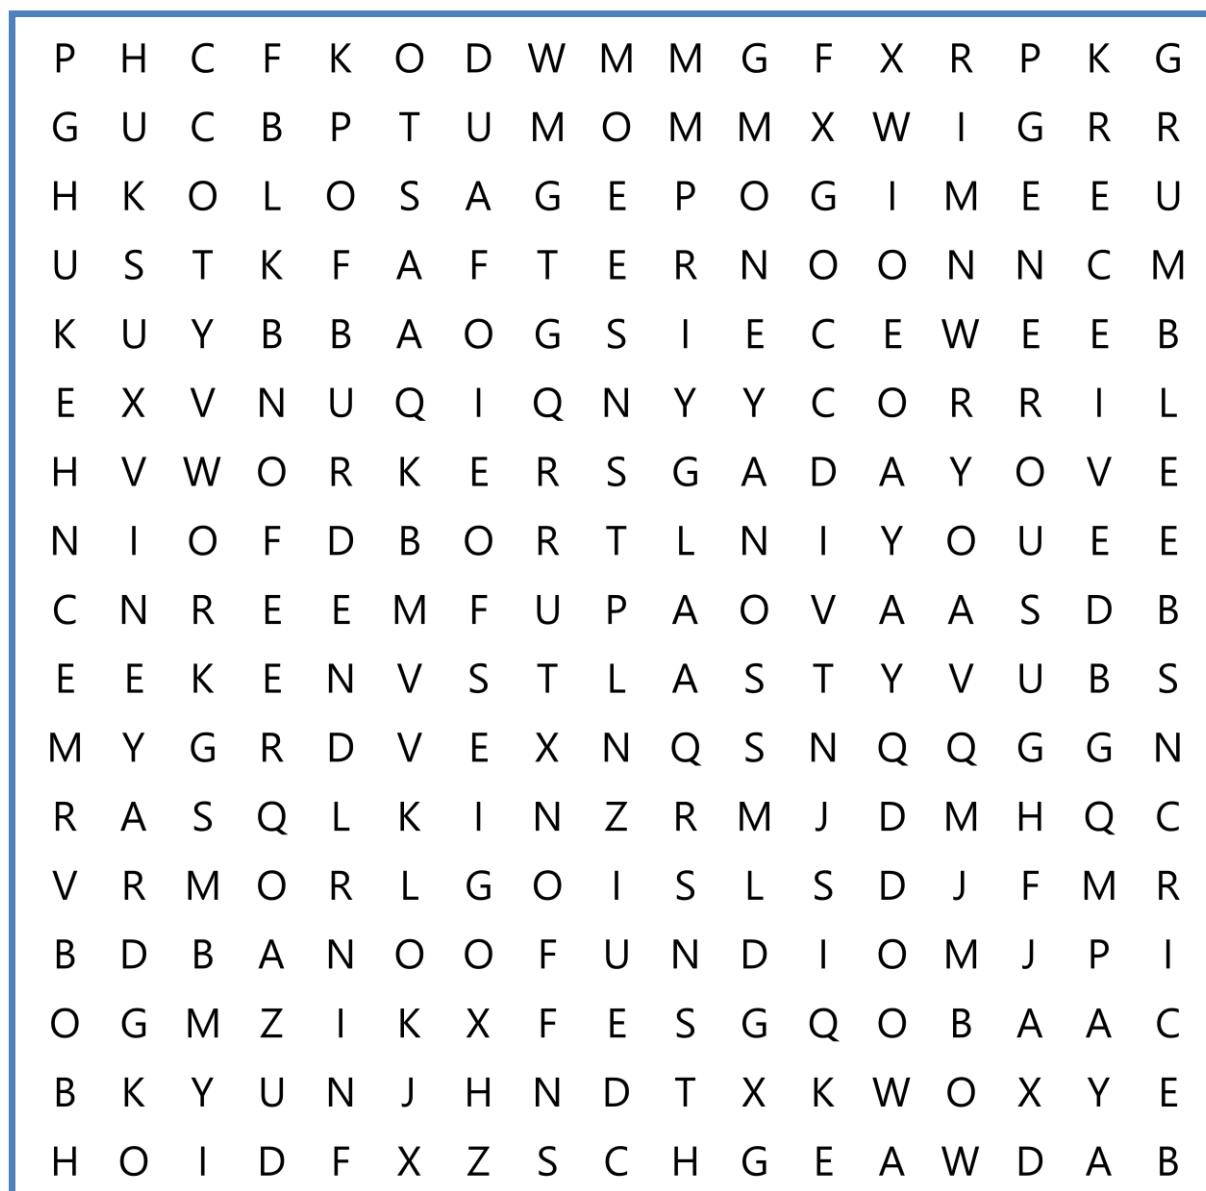 P H C F K O D W M M G F X R P K G
G U C B P T U M O M M X W I G R R
H K O L O S A G E P O G I M E E U
U S T K F A F T E R N O O N N C M
K U Y B B A O G S I E C E W E E B
E X V N U Q I Q N Y Y C O R R I L
H V W O R K E R S G A D A Y O V E
N I O F D B O R T L N I Y O U E E
C N R E E M F U P A O V A A S D B
E E K E N V S T L A S T Y V U B S
M Y G R D V E X N Q S N Q Q G G N
R A S Q L K I N Z R M J D M H Q C
V R M O R L G O I S L S D J F M R
B D B A N O O F U N D I O M J P I
O G M Z I K X F E S G Q O B A A C
B K Y U N J H N D T X K W O X Y E
H O I D F X Z S C H G E A W D A B